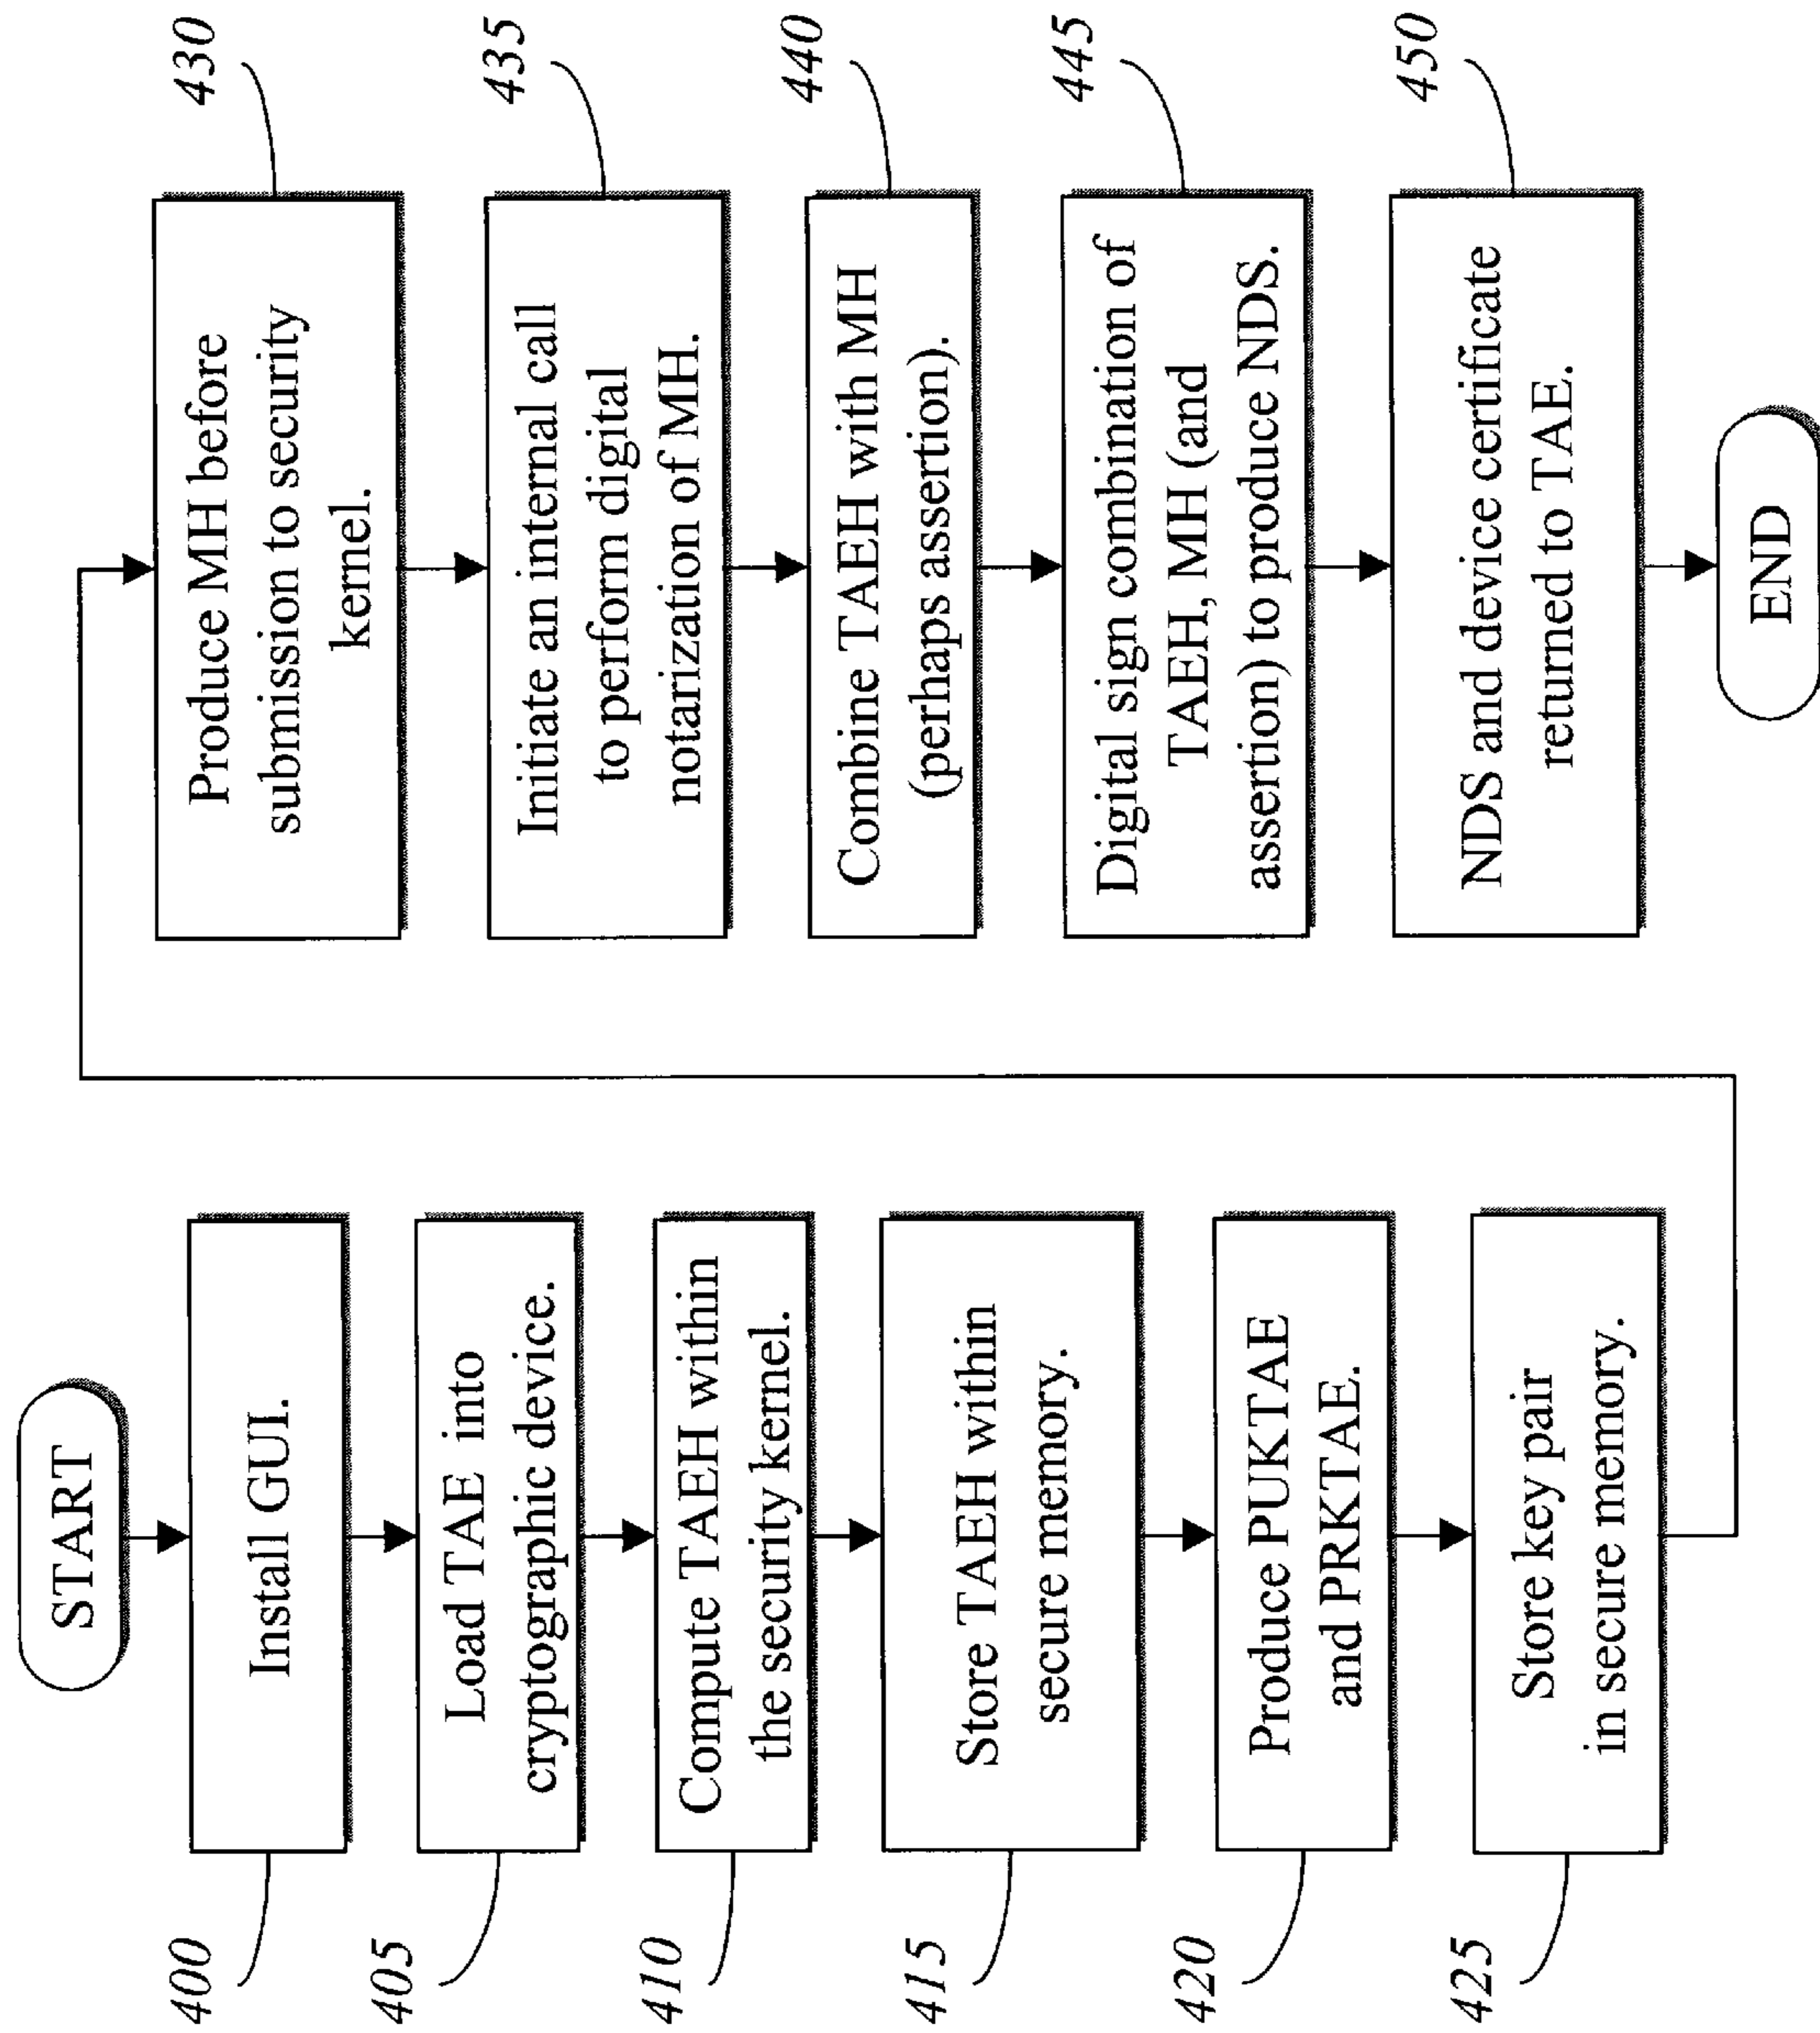 START
400
Install GUI.
405
Load TAE into
cryptographic device.
410
Compute TAEH within
the security kernel.
415
Store TAEH within
secure memory.
420
Produce PUKTAE
and PRKTAE.
425
Store key pair
in secure memory.
430
Produce MH before
submission to security
kernel.
435
Initiate an internal call
to perform digital
notarization of MH.
440
Combine TAEH with MH
(perhaps assertion).
445
Digital sign combination of
TAEH, MH (and
assertion) to produce NDS.
450
NDS and device certificate
returned to TAE.
END